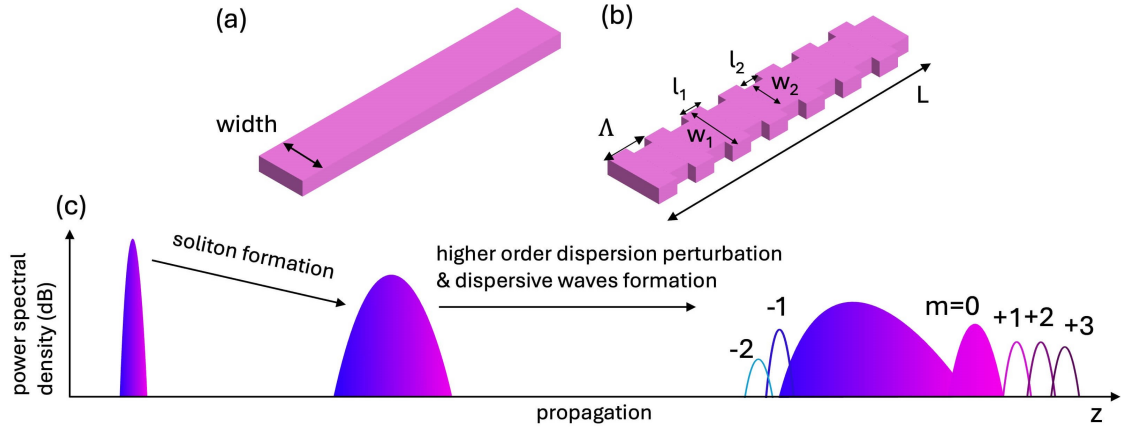 (a)
width
(b)
Λ
l₁
l₂
w₁
w₂
L
(c)
power spectral
density (dB)
soliton formation
higher order dispersion perturbation
& dispersive waves formation
-2
-1
m=0
+1
+2
+3
propagation
z